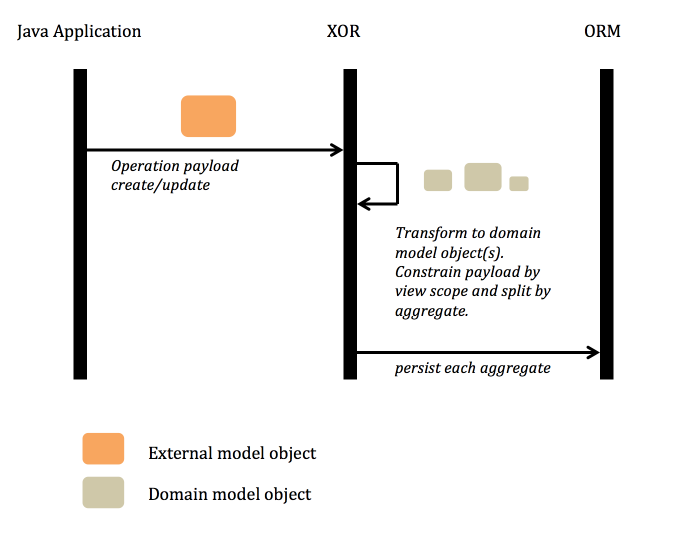 Java Application
XOR
ORM
Operation payload
create/update
Transform to domain
model object(s).
Constrain payload by
view scope and split by
aggregate.
persist each aggregate
External model object
Domain model object